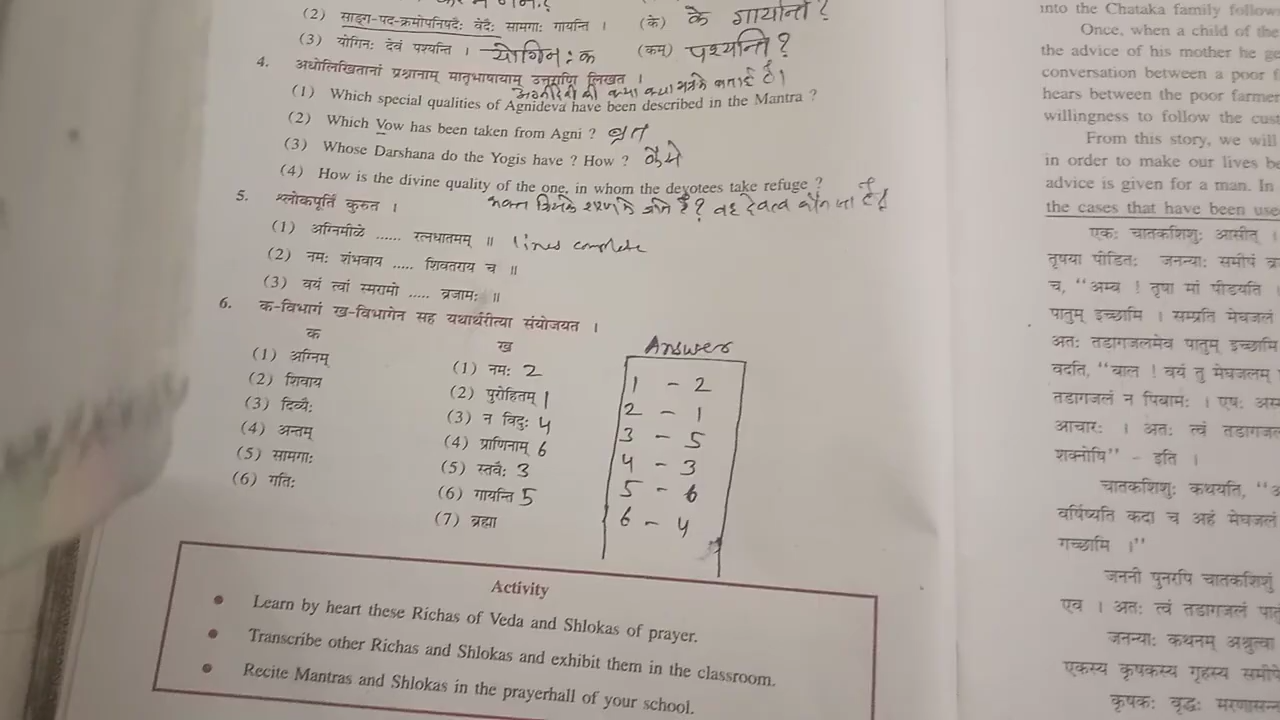 (2) साङ्ग-पद-क्रमोपनिषदैः वेदैः सामगाः गायन्ति । (के) के गायन्ति ?
(3) योगिनः देवं पश्यन्ति । योगिनः क (कम्) पश्यन्ति ?
4. अधोलिखितानां प्रश्नानाम् मातृभाषायाम् उत्तराणि लिखत ।
(1) Which special qualities of Agnideva have been described in the Mantra ?
(2) Which Vow has been taken from Agni ? व्रत
(3) Whose Darshana do the Yogis have ? How ? कैसे
(4) How is the divine quality of the one, in whom the devotees take refuge ?
5. श्लोकपूर्तिं कुरुत ।
(1) अग्निमीळे ...... रत्नधातमम् ॥ lines complete
(2) नमः शंभवाय ..... शिवतराय च ॥
(3) वयं त्वां स्मरामो ..... व्रजामः ॥
6. क-विभागं ख-विभागेन सह यथार्थरीत्या संयोजयत ।
क
(1) अग्निम्
(2) शिवाय
(3) दिव्यैः
(4) अन्तम्
(5) सामगाः
(6) गतिः
ख
(1) नमः 2
(2) पुरोहितम् 1
(3) न विदुः 4
(4) प्राणिनाम् 6
(5) स्तवैः 3
(6) गायन्ति 5
(7) ब्रह्मा
Answer
1 - 2
2 - 1
3 - 5
4 - 3
5 - 6
6 - 4
Activity
• Learn by heart these Richas of Veda and Shlokas of prayer.
• Transcribe other Richas and Shlokas and exhibit them in the classroom.
• Recite Mantras and Shlokas in the prayerhall of your school.
into the Chataka family follow
Once, when a child of the
the advice of his mother he
conversation between a poor
hears between the poor farmer
willingness to follow the
From this story, we will
in order to make our lives
advice is given for a man. In
the cases that have been
एकः चातकशिशुः आसीत् ।
तृषया पीडितः जनन्याः समीपं
च, “अम्ब ! तृषा मां पीडयति
पातुम् इच्छामि । सम्प्रति मेघजलं
अतः तडागजलमेव पातुम् इच्छामि
वदति, “बाल ! वयं तु मेघजलम्
तडागजलं न पिबामः । एषः
आचारः । अतः त्वं
शक्नोषि” - इति ।
चातकशिशुः कथयति,
वर्षिष्यति कदा च अहं मेघजलं
गच्छामि ।”
जननी पुनरपि चातकशिशुं
एव । अतः त्वं तडागजलं
जनन्याः कथनम् अश्रुत्वा
एकस्य कृषकस्य गृहस्य
कृषकः वृद्धः